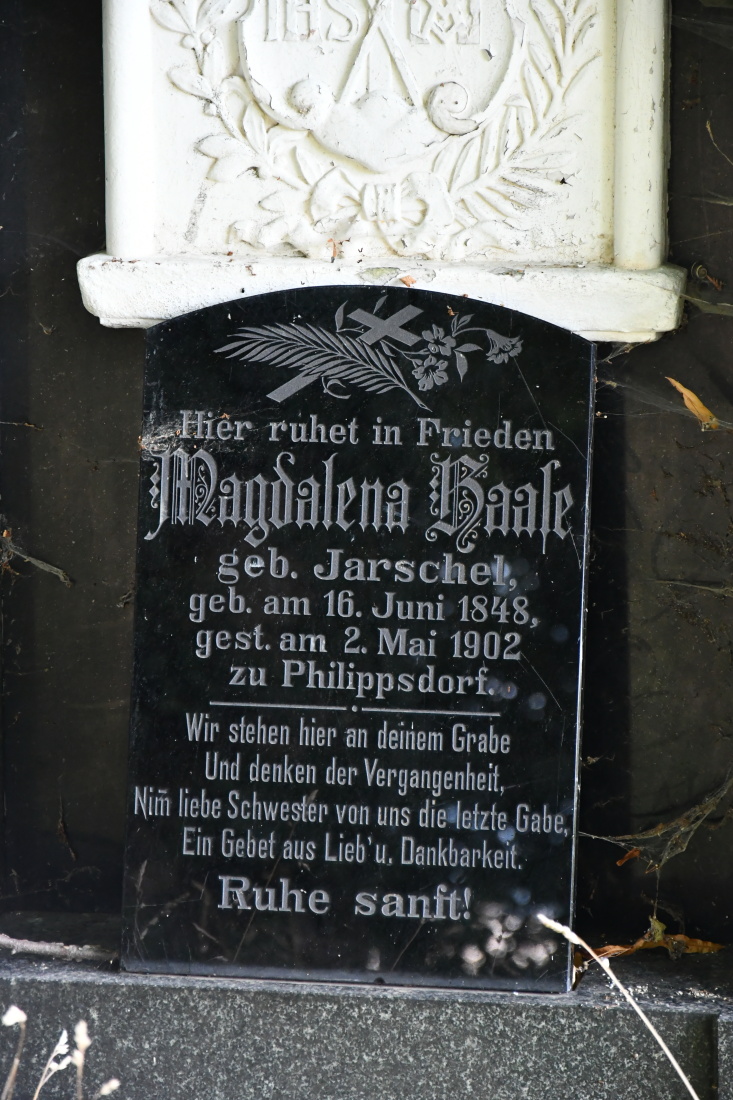 IHS M
Hier ruhet in Frieden
Magdalena Haase
geb. Jarschel,
geb. am 16. Juni 1848,
gest. am 2. Mai 1902
zu Philippsdorf.
Wir stehen hier an deinem Grabe
Und denken der Vergangenheit,
Nim̅ liebe Schwester von uns die letzte Gabe,
Ein Gebet aus Lieb' u. Dankbarkeit.
Ruhe sanft!